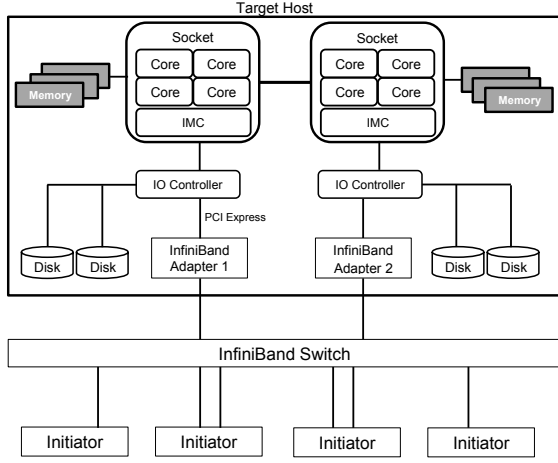 Target Host
Socket
Socket
Core Core
Core Core
Core Core
Core Core
Memory
Memory
IMC
IMC
IO Controller
IO Controller
PCI Express
Disk Disk
InfiniBand
Adapter 1
InfiniBand
Adapter 2
Disk Disk
InfiniBand Switch
Initiator
Initiator
Initiator
Initiator